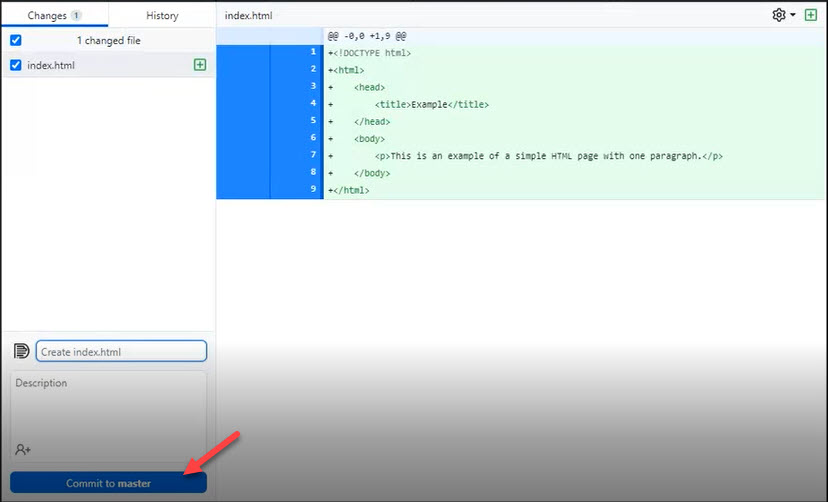 Changes 1
History
1 changed file
index.html
Create index.html
Description
Commit to master
index.html
@@ -0,0 +1,9 @@
1 +<!DOCTYPE html>
2 +<html>
3 +    <head>
4 +        <title>Example</title>
5 +    </head>
6 +    <body>
7 +        <p>This is an example of a simple HTML page with one paragraph.</p>
8 +    </body>
9 +</html>